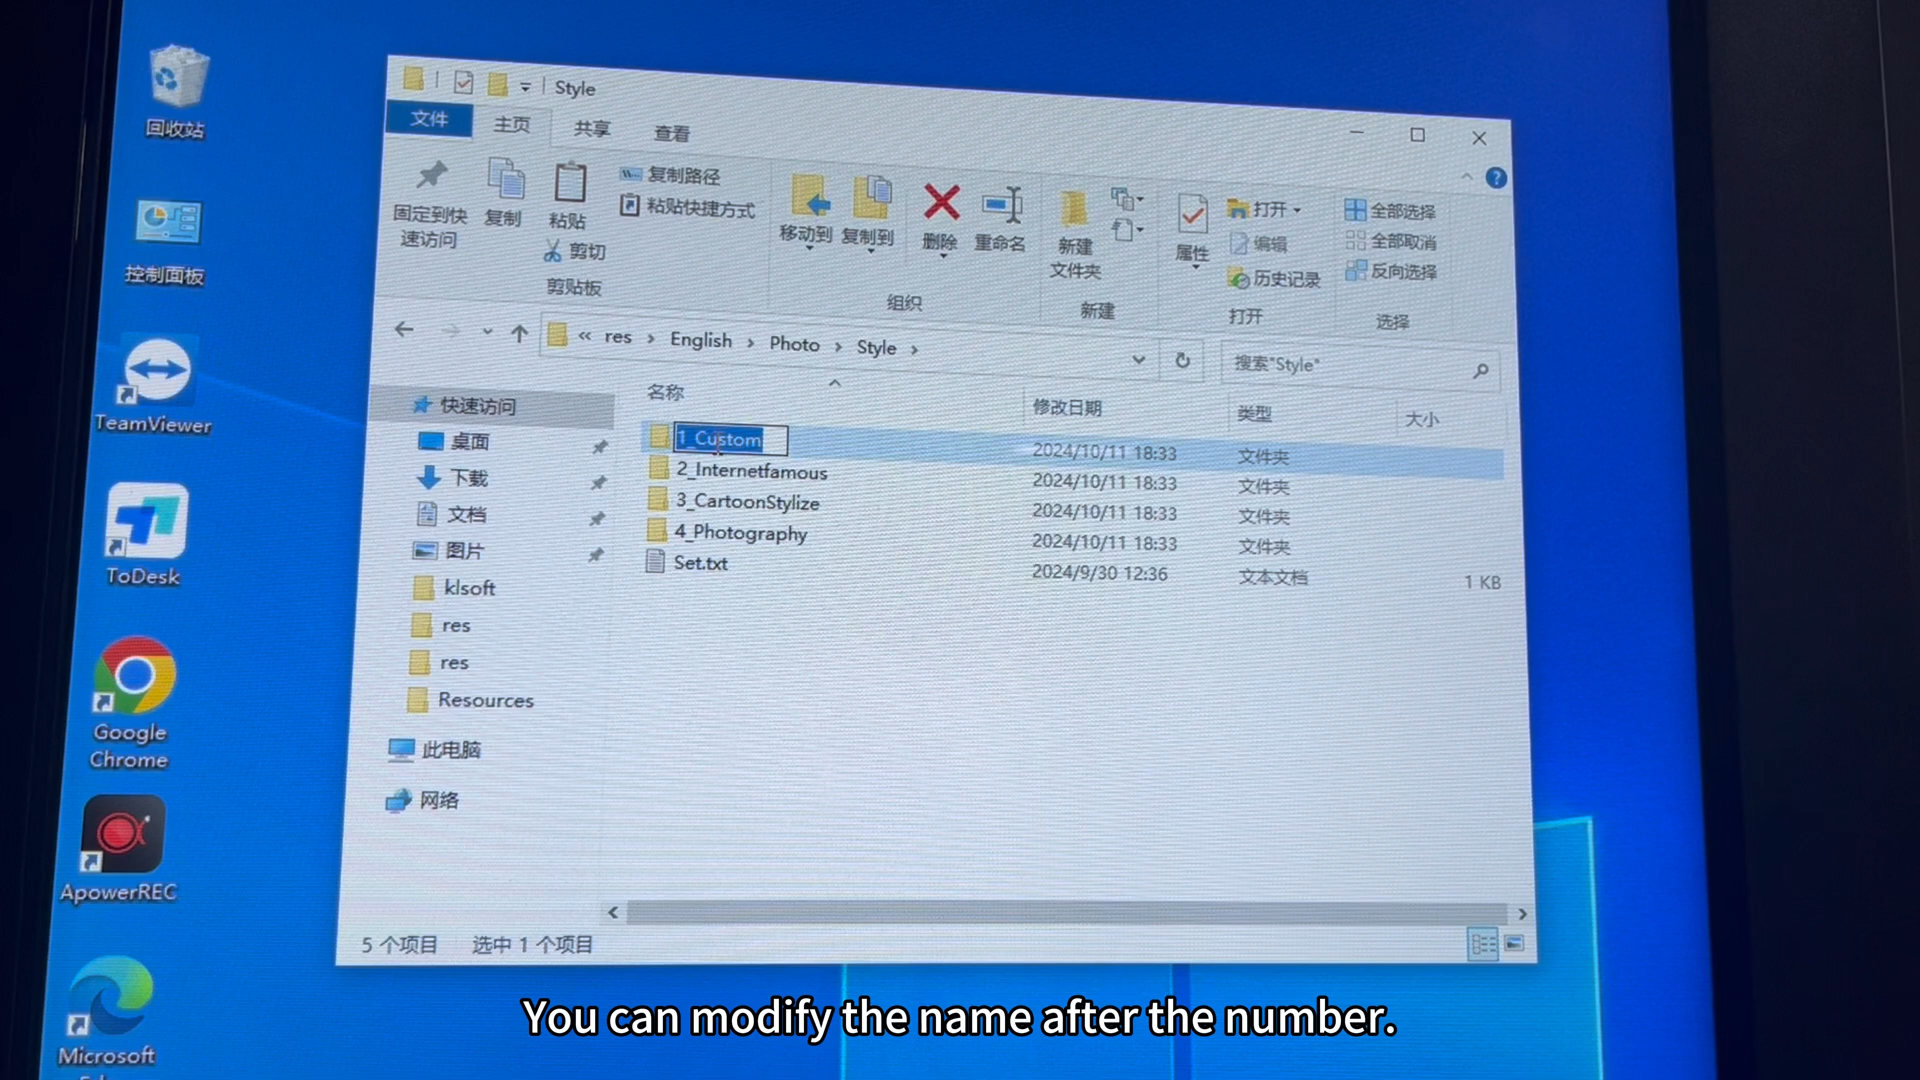 回收站
控制面板
TeamViewer
ToDesk
Google
Chrome
ApowerREC
Microsoft
Style
文件
主页
共享
查看
固定到快
速访问
复制
粘贴
复制路径
粘贴快捷方式
剪切
剪贴板
移动到
复制到
删除
重命名
组织
新建
文件夹
新建
属性
打开
编辑
历史记录
打开
全部选择
全部取消
反向选择
选择
« res › English › Photo › Style ›
搜索"Style"
快速访问
桌面
下载
文档
图片
klsoft
res
res
Resources
此电脑
网络
名称 修改日期 类型 大小
1_Custom 2024/10/11 18:33 文件夹
2_Internetfamous 2024/10/11 18:33 文件夹
3_CartoonStylize 2024/10/11 18:33 文件夹
4_Photography 2024/10/11 18:33 文件夹
Set.txt 2024/9/30 12:36 文本文档 1 KB
5 个项目 选中 1 个项目
You can modify the name after the number.